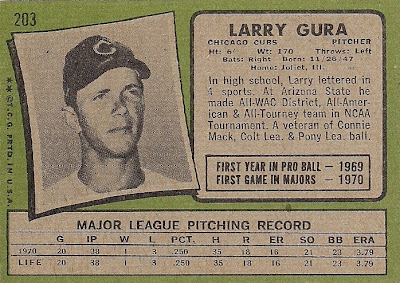 203
LARRY GURA
CHICAGO CUBS PITCHER
Ht: 6' Wt: 170 Throws: Left
Bats: Right Born: 11/26/47
Home: Joliet, Ill.
In high school, Larry lettered in
4 sports. At Arizona State he
made All-WAC District, All-Amer-
ican & All-Tourney team in NCAA
Tournament. A veteran of Connie
Mack, Colt Lea. & Pony Lea. ball.
FIRST YEAR IN PRO BALL — 1969
FIRST GAME IN MAJORS — 1970
**©T.C.G. PRTD. IN U.S.A.
MAJOR LEAGUE PITCHING RECORD
G IP W L PCT. H R ER SO BB ERA
1970 20 38 1 3 .250 35 18 16 21 23 3.79
LIFE 20 38 1 3 .250 35 18 16 21 23 3.79